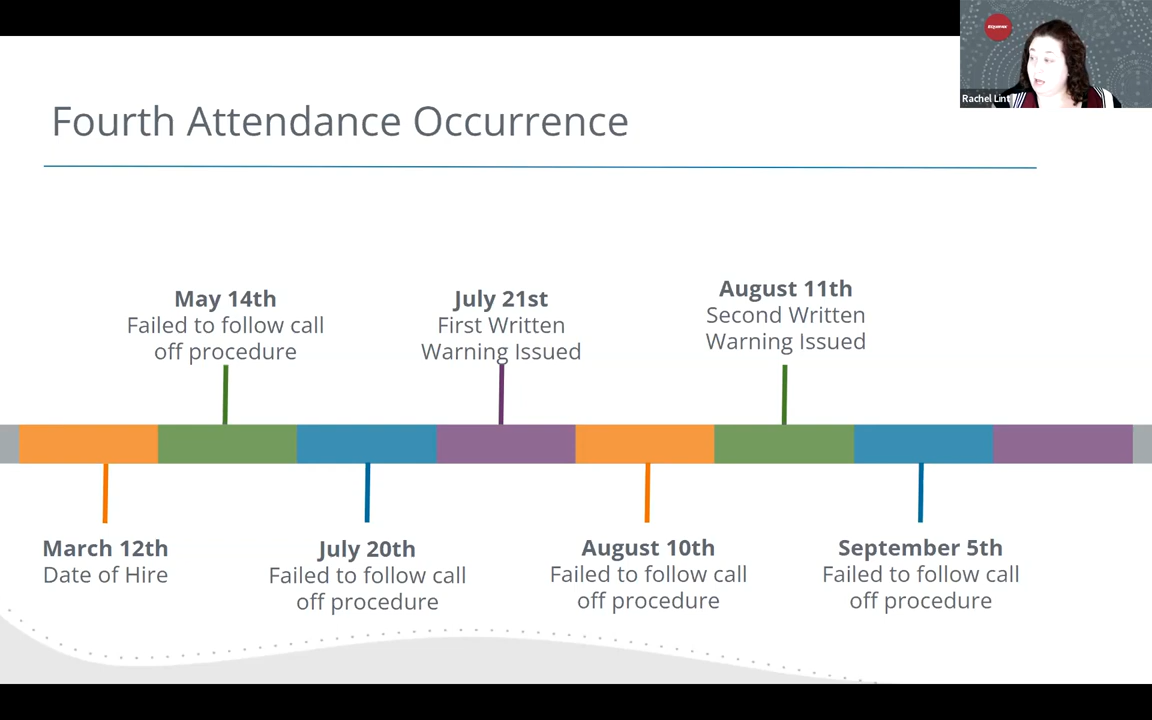 Rachel Lint
Fourth Attendance Occurrence
May 14th
Failed to follow call
off procedure
July 21st
First Written
Warning Issued
August 11th
Second Written
Warning Issued
March 12th
Date of Hire
July 20th
Failed to follow call
off procedure
August 10th
Failed to follow call
off procedure
September 5th
Failed to follow call
off procedure